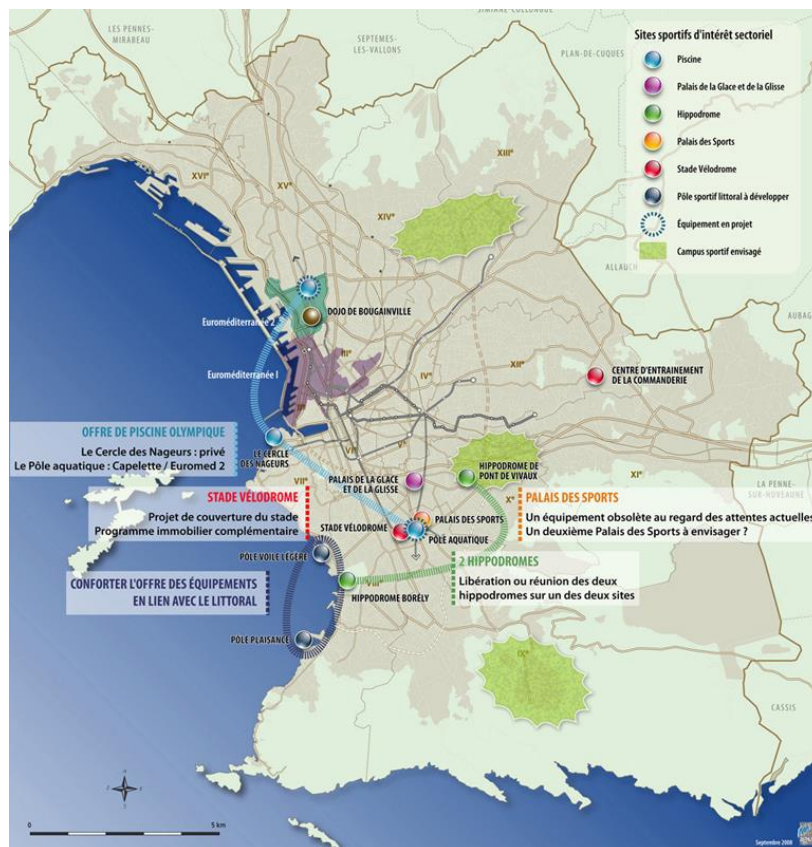 SIMIANE-COLLONGUE
LES PENNES-
MIRABEAU
SEPTEMES-
LES-VALLONS
PLAN-DE-CUQUES
Sites sportifs d'intérêt sectoriel
Piscine
Palais de la Glace et de la Glisse
Hippodrome
Palais des Sports
Stade Vélodrome
Pôle sportif littoral à développer
Équipement en projet
Campus sportif envisagé
XVIᵉ
XVᵉ
XIIIᵉ
XIVᵉ
ALLAUCH
AUBAG
Euroméditerranée 2
DOJO DE BOUGAINVILLE
IIIᵉ
Euroméditerranée I
IVᵉ
XIIᵉ
CENTRE D'ENTRAINEMENT
DE LA COMMANDERIE
OFFRE DE PISCINE OLYMPIQUE
Le Cercle des Nageurs : privé
Le Pôle aquatique : Capelette / Euromed 2
LE CERCLE
DES NAGEURS
Vᵉ
VIIᵉ
PALAIS DE LA GLACE
ET DE LA GLISSE
HIPPODROME DE
PONT DE VIVAUX
Xᵉ
XIᵉ
LA PENNE-
SUR-HUVEAUNE
STADE VÉLODROME
Projet de couverture du stade
Programme immobilier complémentaire
STADE VÉLODROME
PALAIS DES SPORTS
PÔLE AQUATIQUE
PALAIS DES SPORTS
Un équipement obsolète au regard des attentes actuelles
Un deuxième Palais des Sports à envisager ?
PÔLE VOILE LÉGÈRE
CONFORTER L'OFFRE DES ÉQUIPEMENTS
EN LIEN AVEC LE LITTORAL
VIIIᵉ
HIPPODROME BORÉLY
2 HIPPODROMES
Libération ou réunion des deux
hippodromes sur un des deux sites
PÔLE PLAISANCE
IXᵉ
CASSIS
0 5 km
Septembre 2008